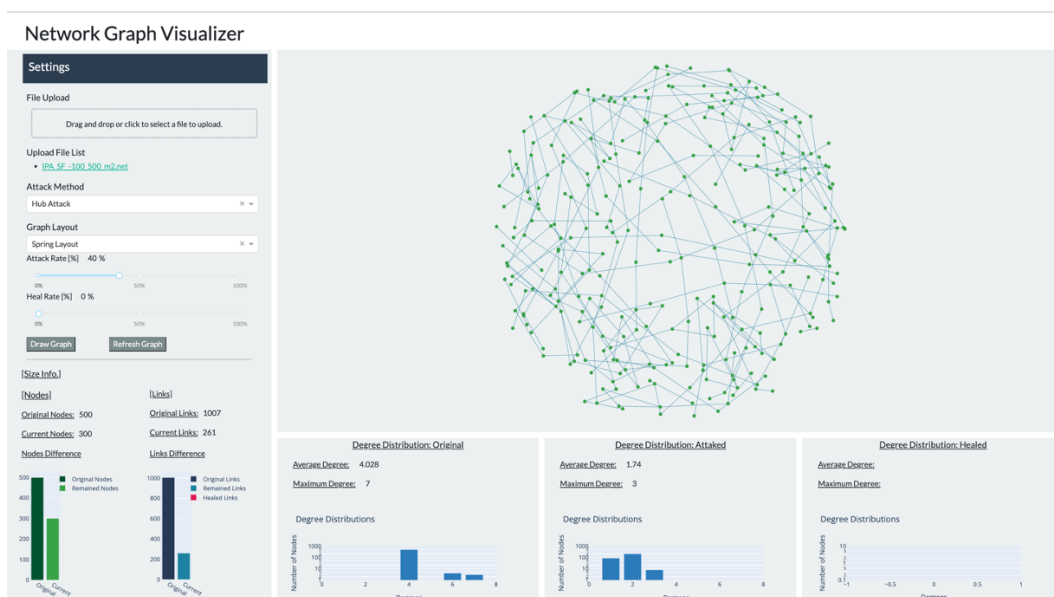 Network Graph Visualizer
Settings
File Upload
Drag and drop or click to select a file to upload.
Upload File List
IPA_SF_-100_500_m2.net
Attack Method
Hub Attack
Graph Layout
Spring Layout
Attack Rate [%] 40 %
0% 50% 100%
Heal Rate [%] 0 %
0% 50% 100%
Draw Graph Refresh Graph
[Size Info.]
[Nodes] [Links]
Original Nodes: 500 Original Links: 1007
Current Nodes: 300 Current Links: 261
Nodes Difference Links Difference
500
400
300
200
100
0
Original Nodes
Remained Nodes
Original Current
1000
800
600
400
200
0
Original Links
Remained Links
Healed Links
Original Current
Degree Distribution: Original
Average Degree: 4.028
Maximum Degree: 7
Degree Distributions
Number of Nodes
1000
100
10
1
0 2 4 6 8
Degrees
Degree Distribution: Attaked
Average Degree: 1.74
Maximum Degree: 3
Degree Distributions
Number of Nodes
1000
100
10
1
0 2 4 6 8
Degrees
Degree Distribution: Healed
Average Degree:
Maximum Degree:
Degree Distributions
Number of Nodes
10
0.1
−1 −0.5 0 0.5 1
Degrees